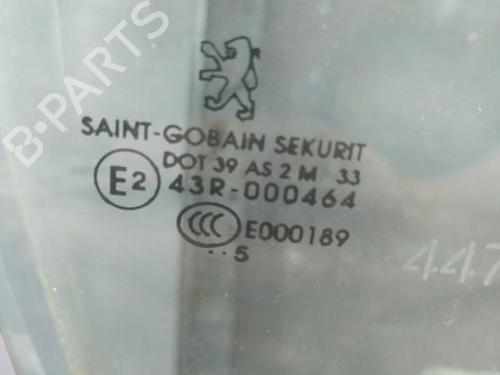 SAINT-GOBAIN SEKURIT
DOT 39 AS 2 M 33
E2 43R-000464
CCC E000189
. . 5
447
B-PARTS